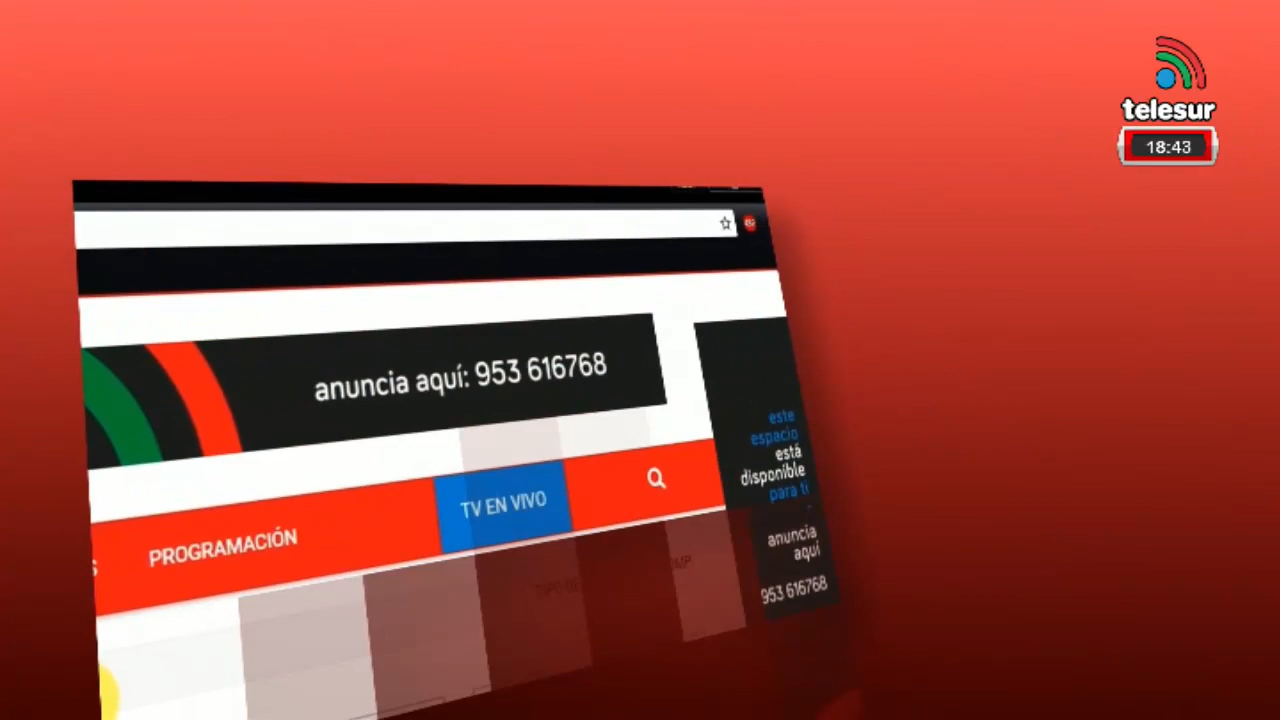 telesur
18:43
anuncia aquí: 953 616768
este
espacio
está
disponible
para ti
TV EN VIVO
PROGRAMACIÓN
anuncia
aquí
953 616768